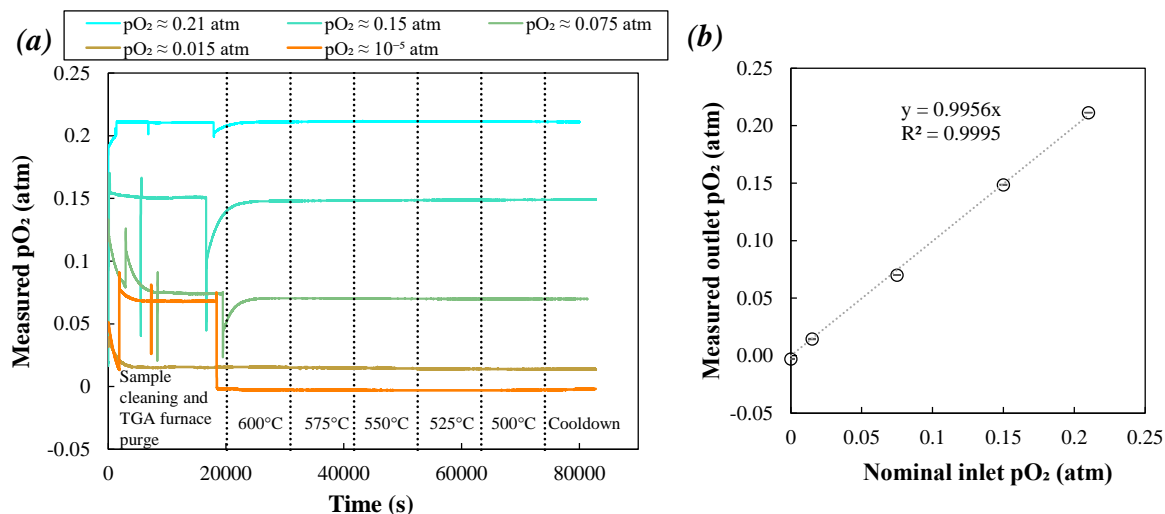 (a)
pO₂ ≈ 0.21 atm
pO₂ ≈ 0.15 atm
pO₂ ≈ 0.075 atm
pO₂ ≈ 0.015 atm
pO₂ ≈ 10⁻⁵ atm
Measured pO₂ (atm)
0.25
0.2
0.15
0.1
0.05
0
-0.05
Sample
cleaning and
TGA furnace
purge
600°C
575°C
550°C
525°C
500°C
Cooldown
0
20000
40000
60000
80000
Time (s)
(b)
Measured outlet pO₂ (atm)
0.25
0.20
0.15
0.10
0.05
0.00
-0.05
y = 0.9956x
R² = 0.9995
0
0.05
0.1
0.15
0.2
0.25
Nominal inlet pO₂ (atm)